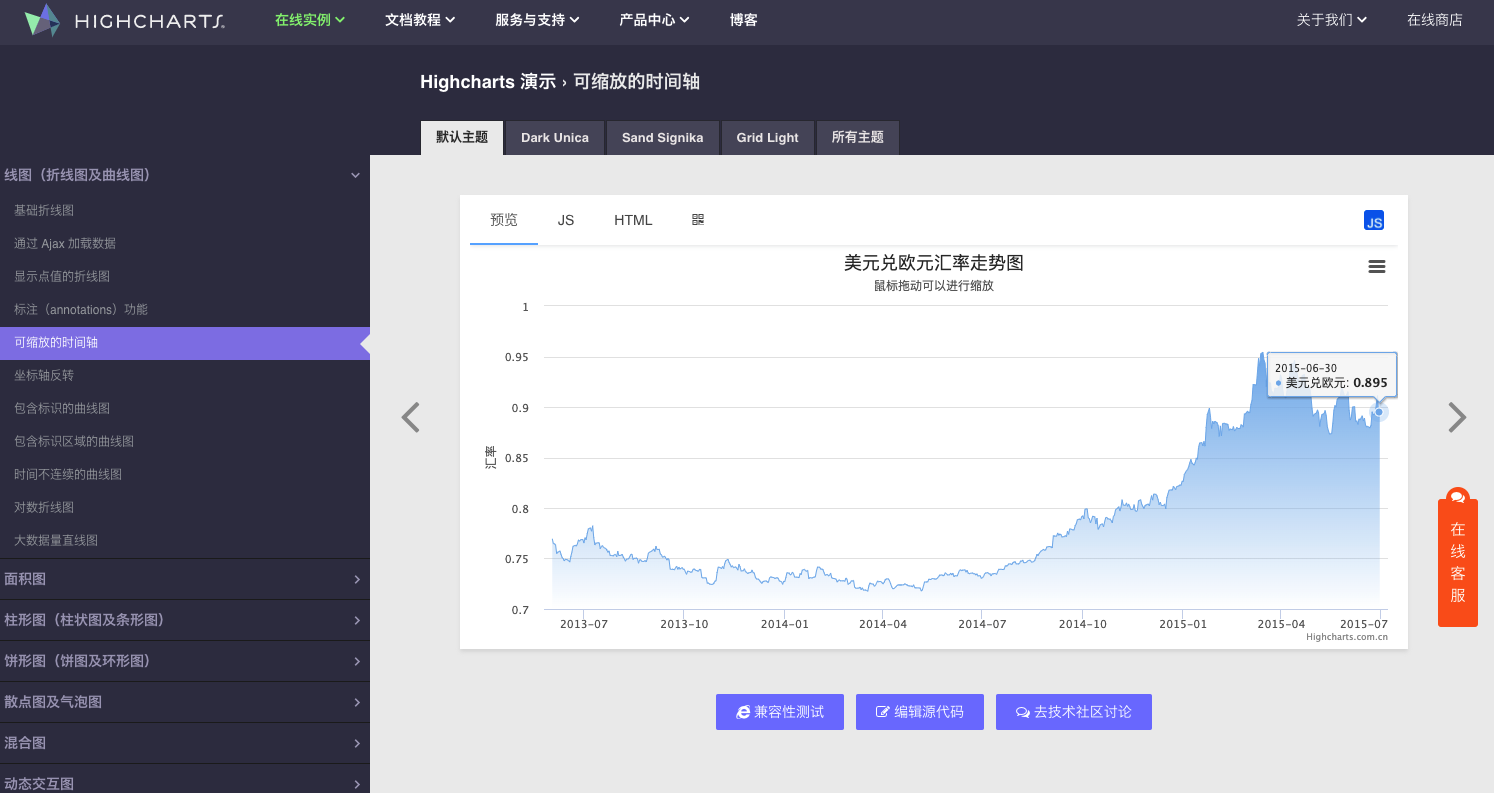 HIGHCHARTS
在线实例
文档教程
服务与支持
产品中心
博客
关于我们
在线商店
Highcharts 演示 › 可缩放的时间轴
默认主题
Dark Unica
Sand Signika
Grid Light
所有主题
线图（折线图及曲线图）
基础折线图
通过 Ajax 加载数据
显示点值的折线图
标注（annotations）功能
可缩放的时间轴
坐标轴反转
包含标识的曲线图
包含标识区域的曲线图
时间不连续的曲线图
对数折线图
大数据量直线图
面积图
柱形图（柱状图及条形图）
饼形图（饼图及环形图）
散点图及气泡图
混合图
动态交互图
预览
JS
HTML
JS
美元兑欧元汇率走势图
鼠标拖动可以进行缩放
汇率
1
0.95
0.9
0.85
0.8
0.75
0.7
2015-06-30
美元兑欧元: 0.895
2013-07
2013-10
2014-01
2014-04
2014-07
2014-10
2015-01
2015-04
2015-07
Highcharts.com.cn
兼容性测试
编辑源代码
去技术社区讨论
在线客服